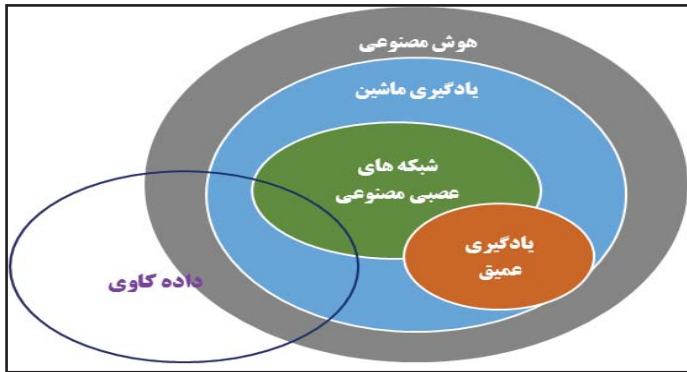 هوش مصنوعی
یادگیری ماشین
شبکه های
عصبی مصنوعی
یادگیری
عمیق
داده کاوی